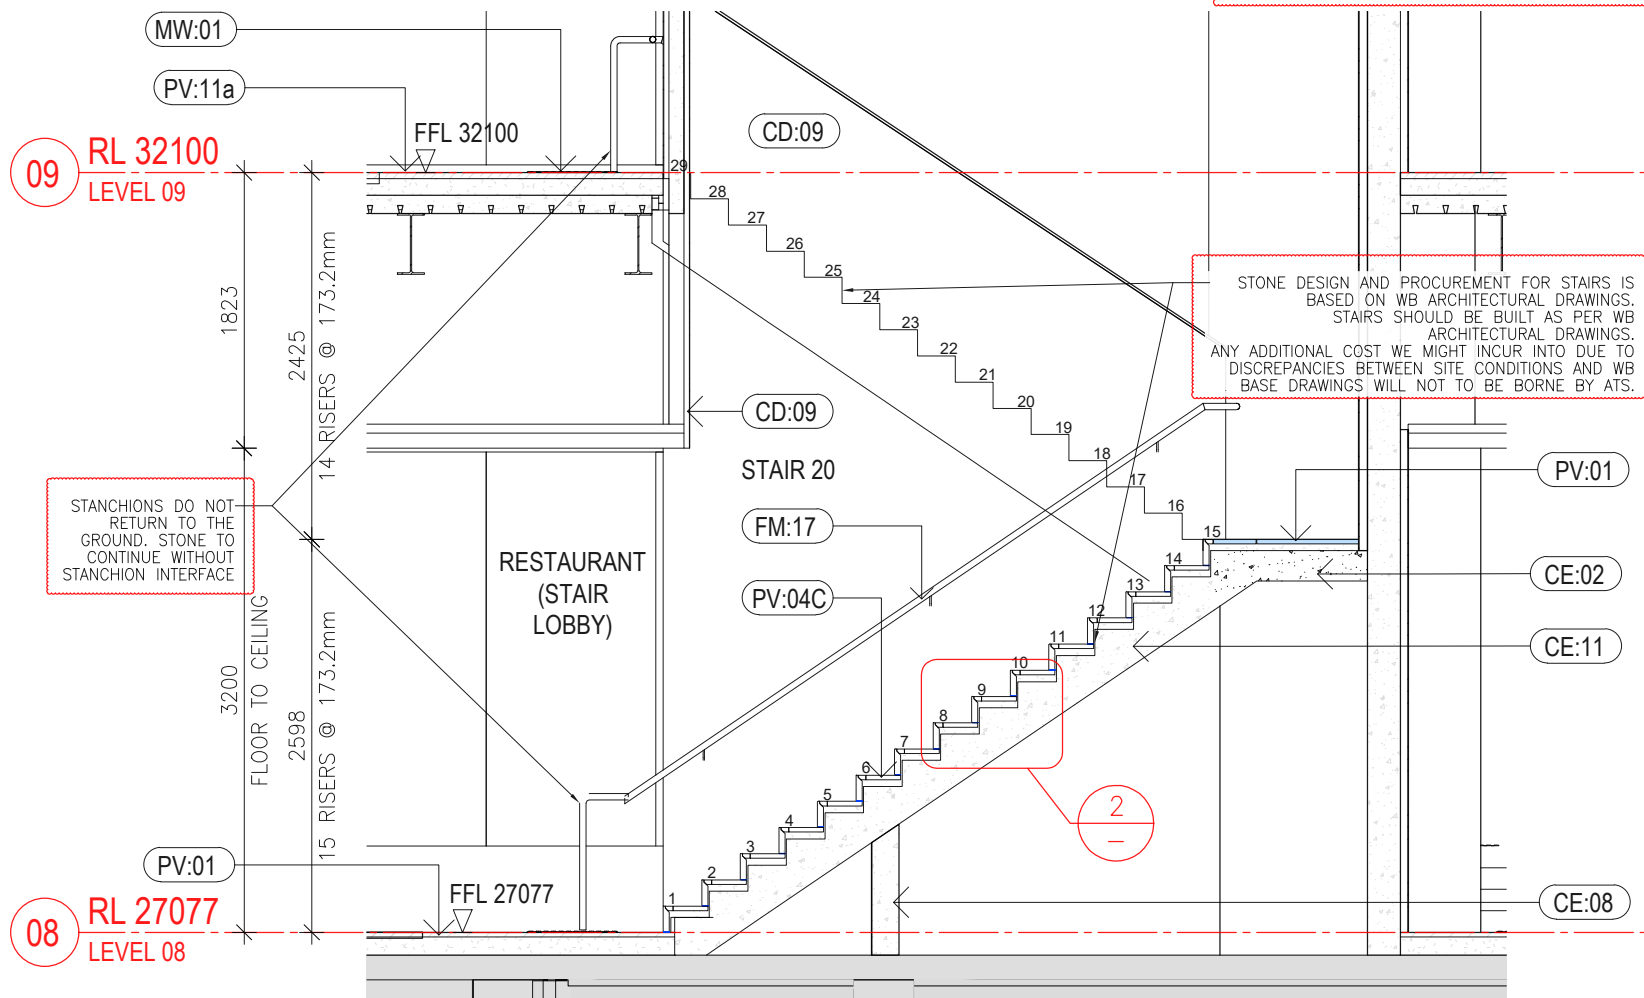 MW:01
PV:11a
FFL 32100
CD:09
09
RL 32100
LEVEL 09
29
28
27
26
25
24
23
22
21
20
19
18
17
16
15
14
13
12
11
10
9
8
7
6
5
4
3
2
1
STONE DESIGN AND PROCUREMENT FOR STAIRS IS
BASED ON WB ARCHITECTURAL DRAWINGS.
STAIRS SHOULD BE BUILT AS PER WB
ARCHITECTURAL DRAWINGS.
ANY ADDITIONAL COST WE MIGHT INCUR INTO DUE TO
DISCREPANCIES BETWEEN SITE CONDITIONS AND WB
BASE DRAWINGS WILL NOT TO BE BORNE BY ATS.
1823
2425
14 RISERS @ 173.2mm
CD:09
STAIR 20
PV:01
STANCHIONS DO NOT
RETURN TO THE
GROUND. STONE TO
CONTINUE WITHOUT
STANCHION INTERFACE
FM:17
RESTAURANT
(STAIR
LOBBY)
PV:04C
CE:02
CE:11
3200
FLOOR TO CEILING
2598
15 RISERS @ 173.2mm
2
–
PV:01
FFL 27077
CE:08
08
RL 27077
LEVEL 08